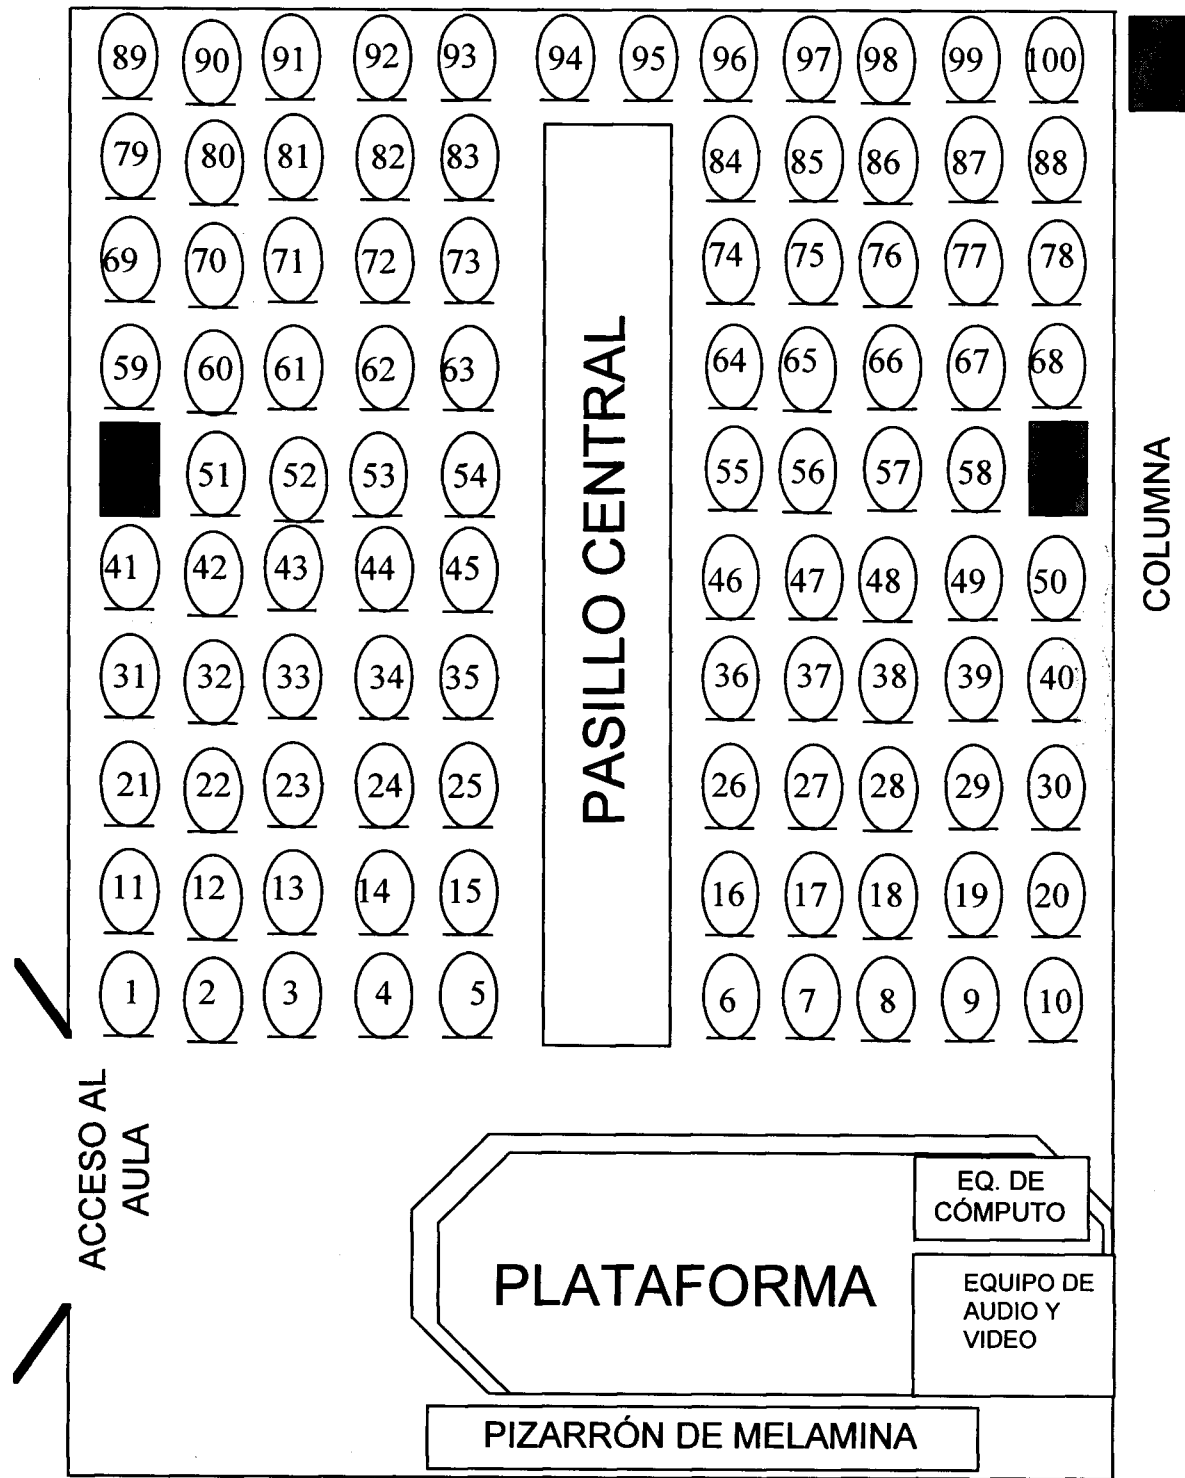 89 90 91 92 93 94 95 96 97 98 99 100
79 80 81 82 83 84 85 86 87 88
69 70 71 72 73 74 75 76 77 78
59 60 61 62 63 64 65 66 67 68
51 52 53 54 55 56 57 58
41 42 43 44 45 46 47 48 49 50
31 32 33 34 35 36 37 38 39 40
21 22 23 24 25 26 27 28 29 30
11 12 13 14 15 16 17 18 19 20
1 2 3 4 5 6 7 8 9 10
PASILLO CENTRAL
COLUMNA
ACCESO AL
AULA
EQ. DE
CÓMPUTO
PLATAFORMA
EQUIPO DE
AUDIO Y
VIDEO
PIZARRÓN DE MELAMINA